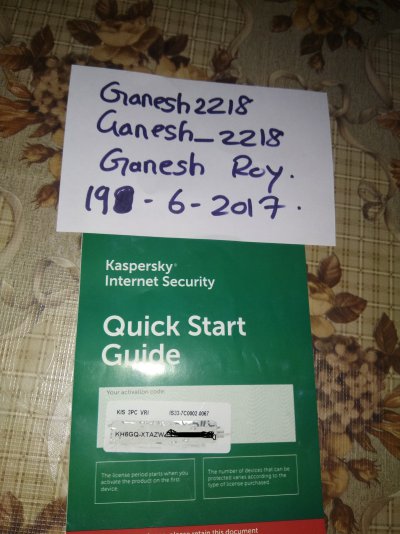 Ganesh2218
Ganesh_2218
Ganesh Roy.
19 - 6 - 2017.
Kaspersky®
Internet Security
Quick Start
Guide
Your activation code:
KIS 3PC VRI
KH6GQ-XTAZW
The license period starts when you
activate the product on the first
device.
The number of devices that can be
protected varies according to the
type of license purchased.
please retain this document